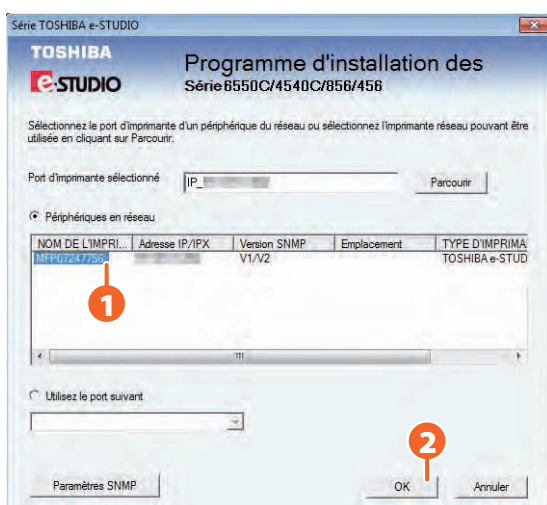 Série TOSHIBA e-STUDIO
TOSHIBA
e-STUDIO
Programme d'installation des
Série 6550C/4540C/856/456
Sélectionnez le port d'imprimante d'un périphérique du réseau ou sélectionnez l'imprimante réseau pouvant être
utilisée en cliquant sur Parcourir.
Port d'imprimante sélectionné IP_ Parcourir
Périphériques en réseau
NOM DE L'IMPRI... Adresse IP/IPX Version SNMP Emplacement TYPE D'IMPRIMA
MFP07247756 V1/V2 TOSHIBA e-STUD
1
Utilisez le port suivant
2
Paramètres SNMP OK Annuler